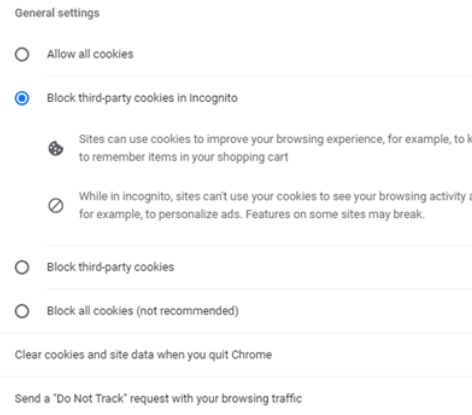 General settings
Allow all cookies
Block third-party cookies in Incognito
Sites can use cookies to improve your browsing experience, for example, to
to remember items in your shopping cart
While in incognito, sites can't use your cookies to see your browsing activity
for example, to personalize ads. Features on some sites may break.
Block third-party cookies
Block all cookies (not recommended)
Clear cookies and site data when you quit Chrome
Send a "Do Not Track" request with your browsing traffic